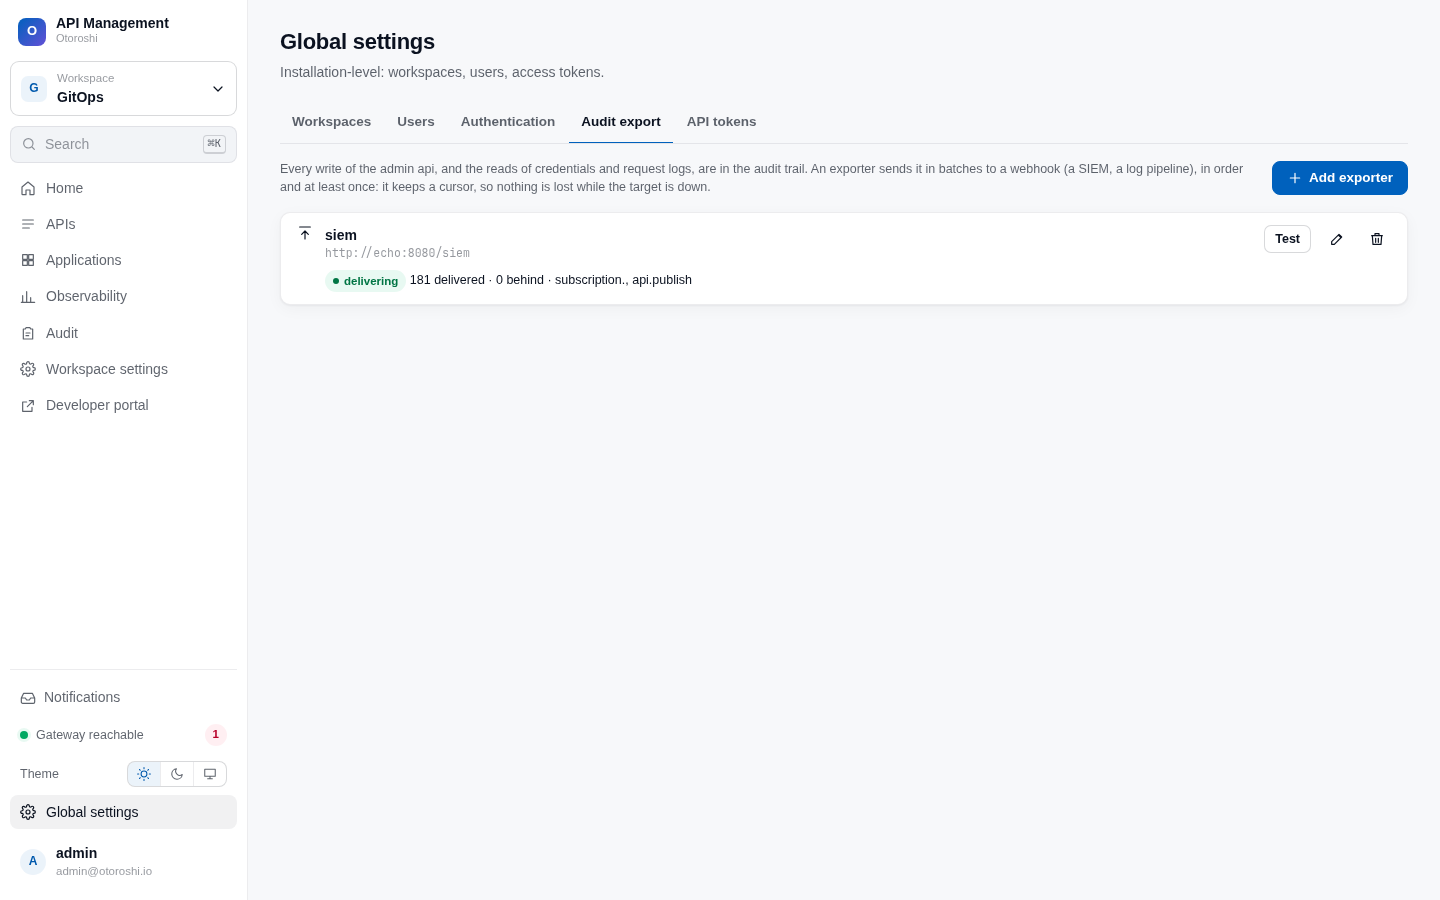 O
API Management
Otoroshi
G
Workspace
GitOps
Search
⌘K
Home
APIs
Applications
Observability
Audit
Workspace settings
Developer portal
Notifications
Gateway reachable
1
Theme
Global settings
A
admin
admin@otoroshi.io
Global settings
Installation-level: workspaces, users, access tokens.
Workspaces
Users
Authentication
Audit export
API tokens
Every write of the admin api, and the reads of credentials and request logs, are in the audit trail. An exporter sends it in batches to a webhook (a SIEM, a log pipeline), in order
and at least once: it keeps a cursor, so nothing is lost while the target is down.
Add exporter
siem
http://echo:8080/siem
delivering 181 delivered · 0 behind · subscription., api.publish
Test